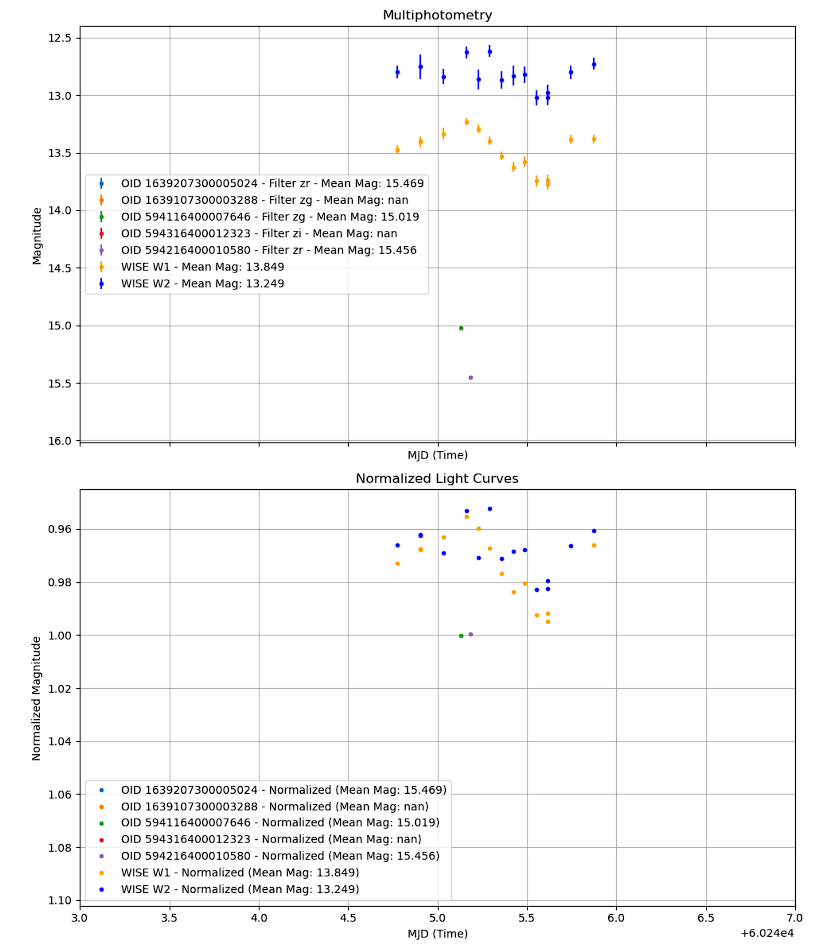 Multiphotometry
12.5
13.0
13.5
14.0
14.5
15.0
15.5
16.0
Magnitude
OID 1639207300005024 - Filter zr - Mean Mag: 15.469
OID 1639107300003288 - Filter zg - Mean Mag: nan
OID 594116400007646 - Filter zg - Mean Mag: 15.019
OID 594316400012323 - Filter zi - Mean Mag: nan
OID 594216400010580 - Filter zr - Mean Mag: 15.456
WISE W1 - Mean Mag: 13.849
WISE W2 - Mean Mag: 13.249
MJD (Time)
Normalized Light Curves
0.96
0.98
1.00
1.02
1.04
1.06
1.08
1.10
Normalized Magnitude
OID 1639207300005024 - Normalized (Mean Mag: 15.469)
OID 1639107300003288 - Normalized (Mean Mag: nan)
OID 594116400007646 - Normalized (Mean Mag: 15.019)
OID 594316400012323 - Normalized (Mean Mag: nan)
OID 594216400010580 - Normalized (Mean Mag: 15.456)
WISE W1 - Normalized (Mean Mag: 13.849)
WISE W2 - Normalized (Mean Mag: 13.249)
3.0 3.5 4.0 4.5 5.0 5.5 6.0 6.5 7.0
MJD (Time)
+6.024e4